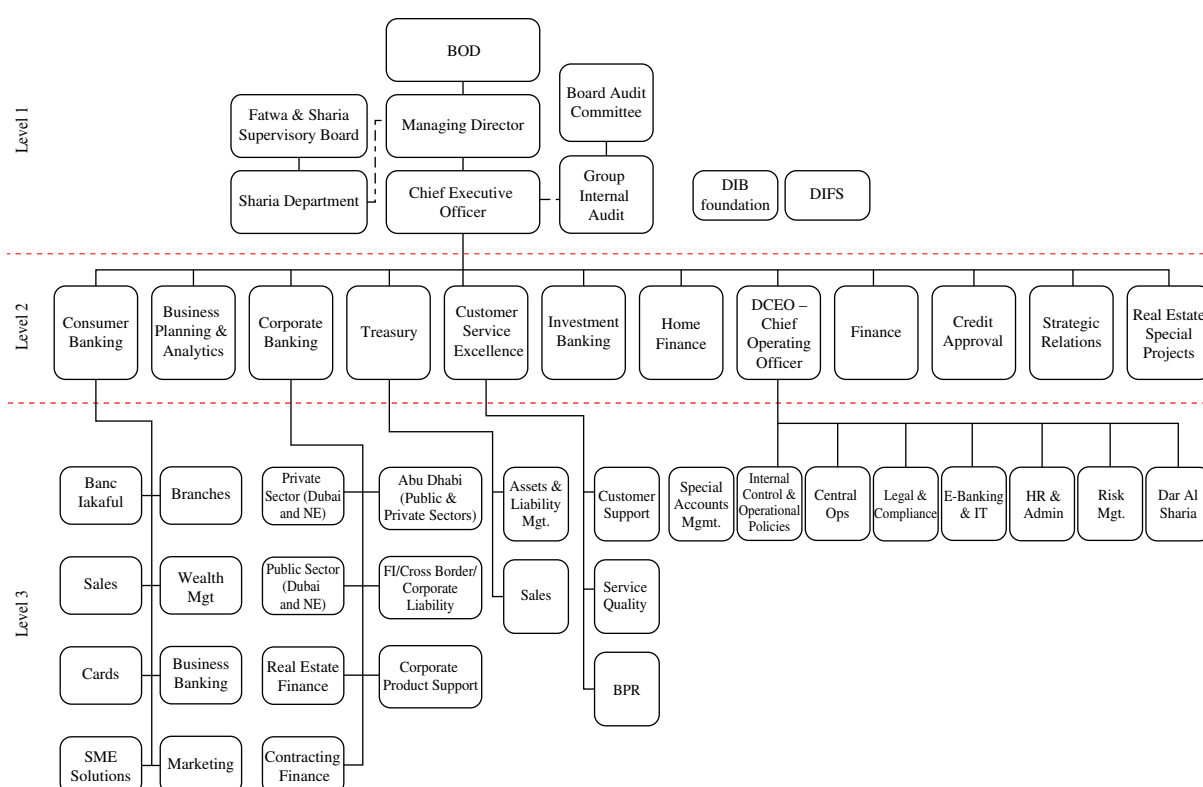 Level 1
BOD
Fatwa & Sharia
Supervisory Board
Managing Director
Board Audit
Committee
Sharia Department
Chief Executive
Officer
Group
Internal
Audit
DIB
foundation
DIFS
Level 2
Consumer
Banking
Business
Planning &
Analytics
Corporate
Banking
Treasury
Customer
Service
Excellence
Investment
Banking
Home
Finance
DCEO –
Chief
Operating
Officer
Finance
Credit
Approval
Strategic
Relations
Real Estate
Special
Projects
Level 3
Banc
Iakaful
Branches
Private
Sector (Dubai
and NE)
Abu Dhabi
(Public &
Private Sectors)
Assets &
Liability
Mgt.
Customer
Support
Special
Accounts
Mgmt.
Internal
Control &
Operational
Policies
Central
Ops
Legal &
Compliance
E-Banking
& IT
HR &
Admin
Risk
Mgt.
Dar Al
Sharia
Sales
Wealth
Mgt
Public Sector
(Dubai
and NE)
FI/Cross Border/
Corporate
Liability
Sales
Service
Quality
Cards
Business
Banking
Real Estate
Finance
Corporate
Product Support
BPR
SME
Solutions
Marketing
Contracting
Finance